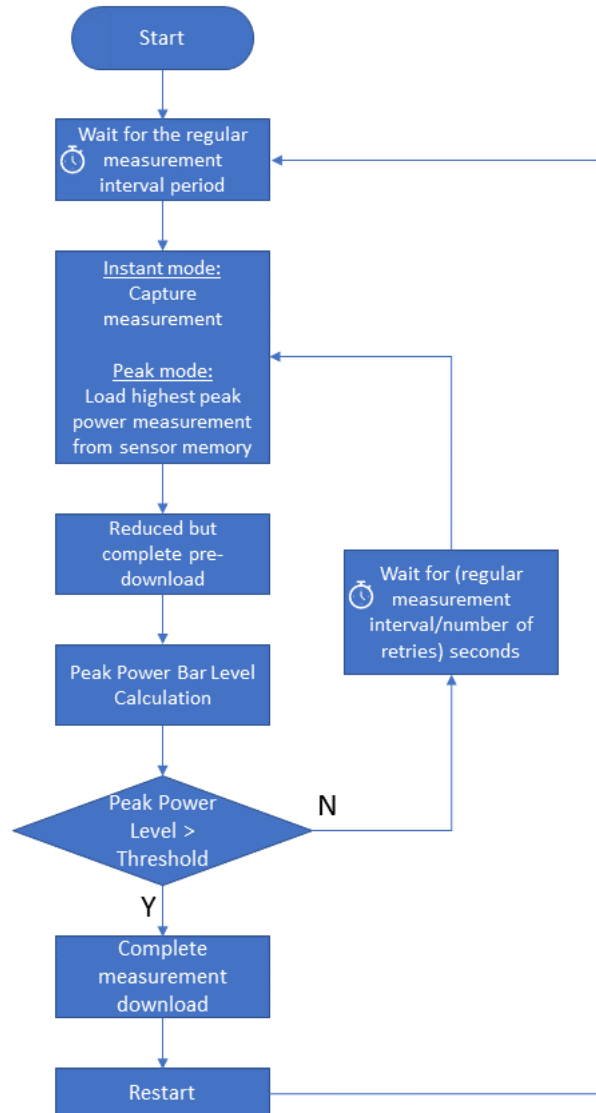 Start
Wait for the regular
measurement
interval period
Instant mode:
Capture
measurement
Peak mode:
Load highest peak
power measurement
from sensor memory
Reduced but
complete pre-
download
Wait for (regular
measurement
interval/number of
retries) seconds
Peak Power Bar Level
Calculation
Peak Power
Level >
Threshold
N
Y
Complete
measurement
download
Restart